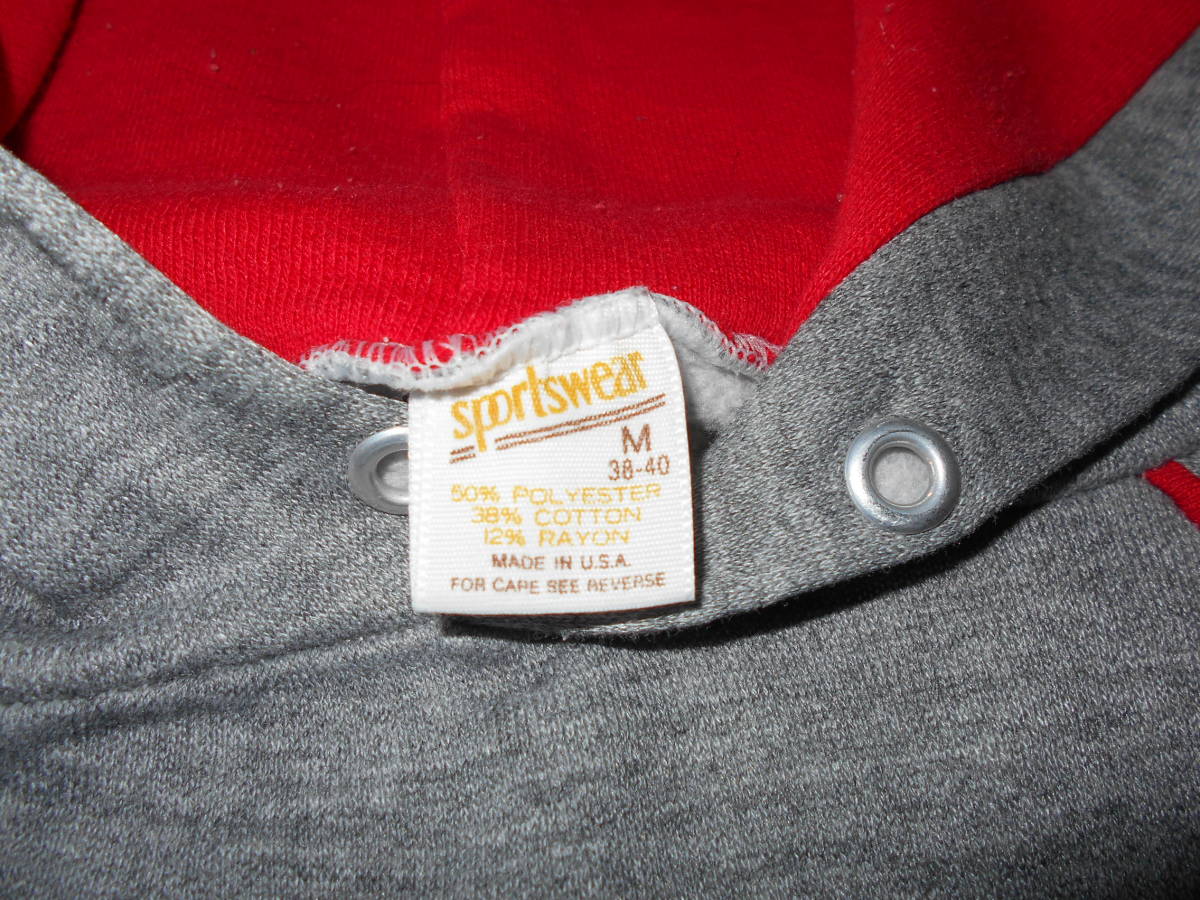 sportswear
M
38-40
50% POLYESTER
38% COTTON
12% RAYON
MADE IN U.S.A.
FOR CARE SEE REVERSE